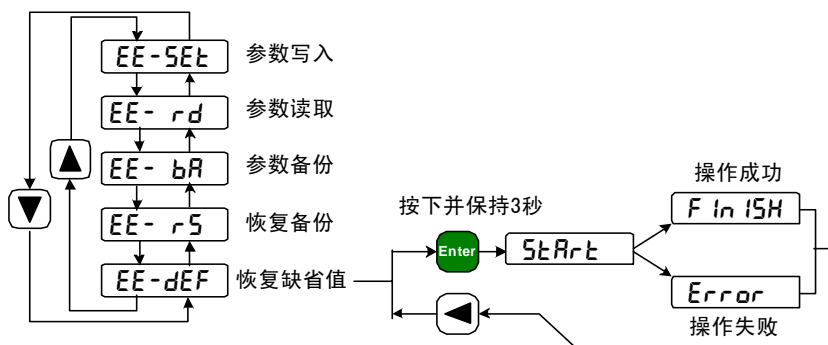 EE-SEt 参数写入
EE- rd 参数读取
EE- bA 参数备份
EE- rS 恢复备份
EE-dEF 恢复缺省值
按下并保持3秒
Enter
StArt
操作成功
FInISH
Error
操作失败